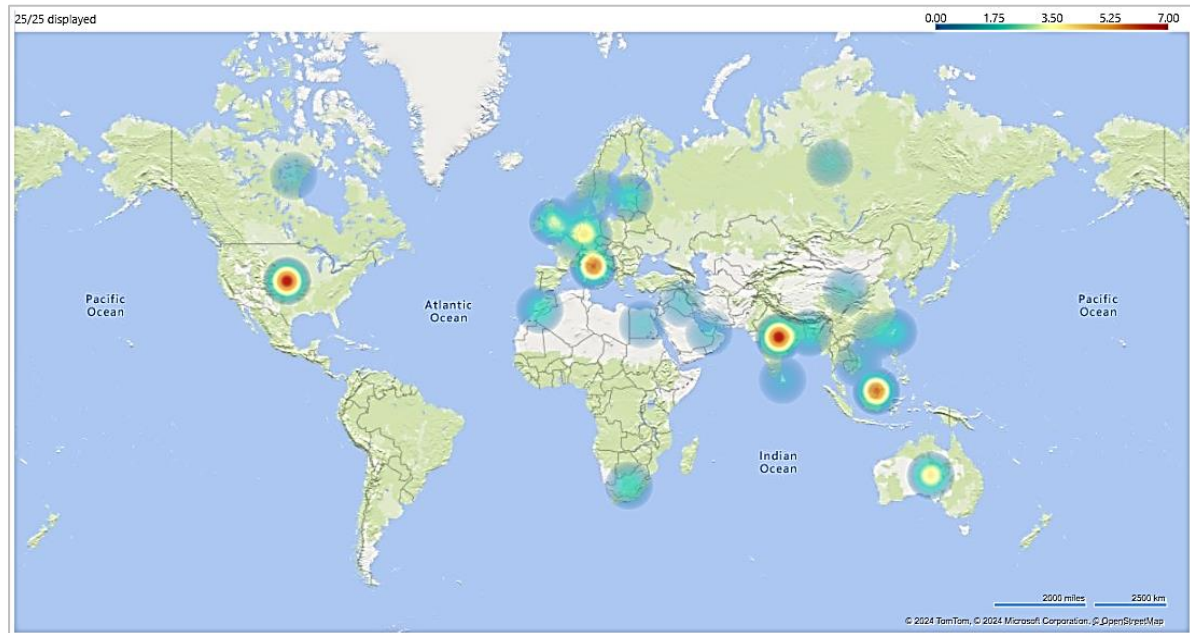 25/25 displayed
0.00 1.75 3.50 5.25 7.00
Pacific
Ocean
Atlantic
Ocean
Pacific
Ocean
Indian
Ocean
2000 miles 2500 km
© 2024 TomTom, © 2024 Microsoft Corporation, © OpenStreetMap